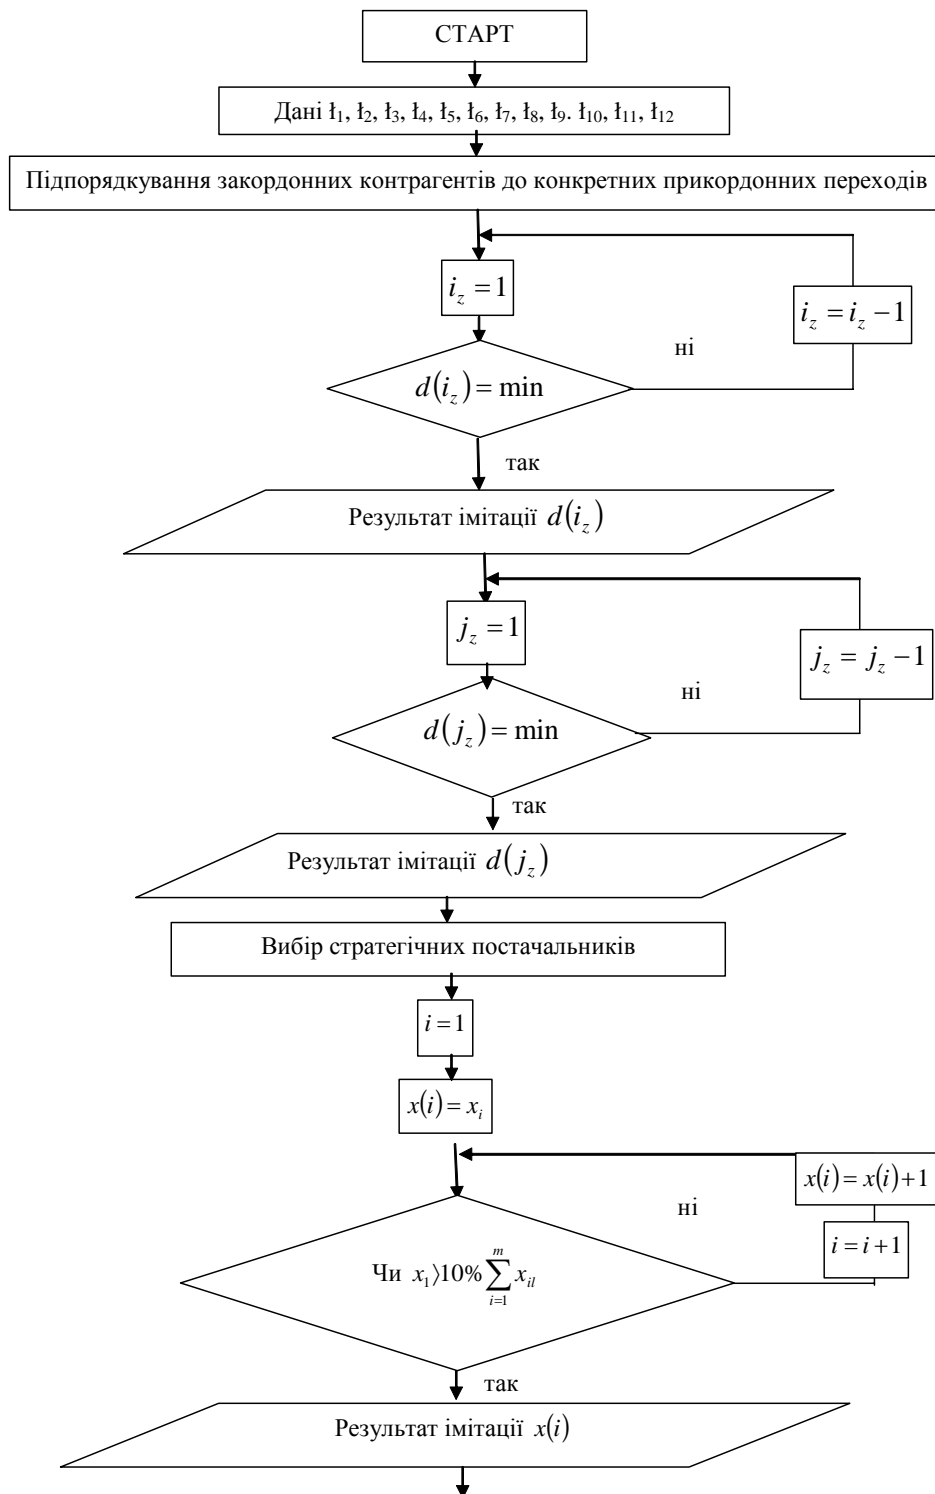 СТАРТ
Дані ł₁, ł₂, ł₃, ł₄, ł₅, ł₆, ł₇, ł₈, ł₉. ł₁₀, ł₁₁, ł₁₂
Підпорядкування закордонних контрагентів до конкретних прикордонних переходів
i_z = 1
i_z = i_z − 1
ні
d(i_z) = min
так
Результат імітації d(i_z)
j_z = 1
j_z = j_z − 1
ні
d(j_z) = min
так
Результат імітації d(j_z)
Вибір стратегічних постачальників
i = 1
x(i) = x_i
x(i) = x(i) + 1
ні
i = i + 1
Чи x₁⟩10% ∑_{i=1}^{m} x_{il}
так
Результат імітації x(i)